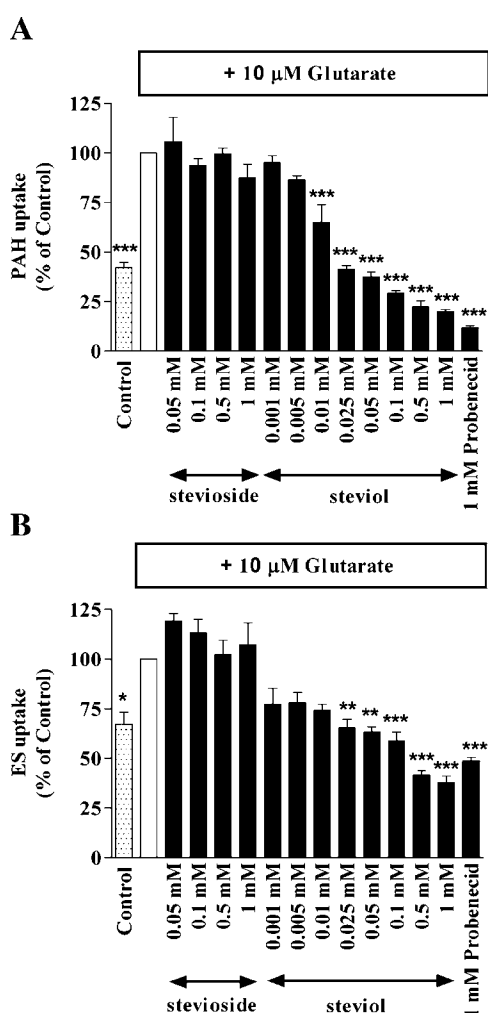 A
+ 10 μM Glutarate
PAH uptake
(% of Control)
125
100
75
50
25
0
***
***
***
***
***
***
***
***
Control
0.05 mM
0.1 mM
0.5 mM
1 mM
0.001 mM
0.005 mM
0.01 mM
0.025 mM
0.05 mM
0.1 mM
0.5 mM
1 mM
1 mM Probenecid
stevioside
steviol
B
+ 10 μM Glutarate
ES uptake
(% of Control)
125
100
75
50
25
0
*
**
**
***
***
***
***
Control
0.05 mM
0.1 mM
0.5 mM
1 mM
0.001 mM
0.005 mM
0.01 mM
0.025 mM
0.05 mM
0.1 mM
0.5 mM
1 mM
1 mM Probenecid
stevioside
steviol